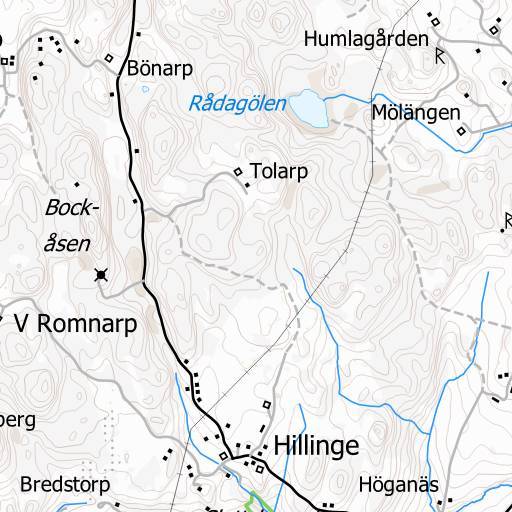 Humlagården
Bönarp
Rådagölen
Mölängen
Tolarp
Bock-
åsen
V Romnarp
berg
Hillinge
Bredstorp
Höganäs